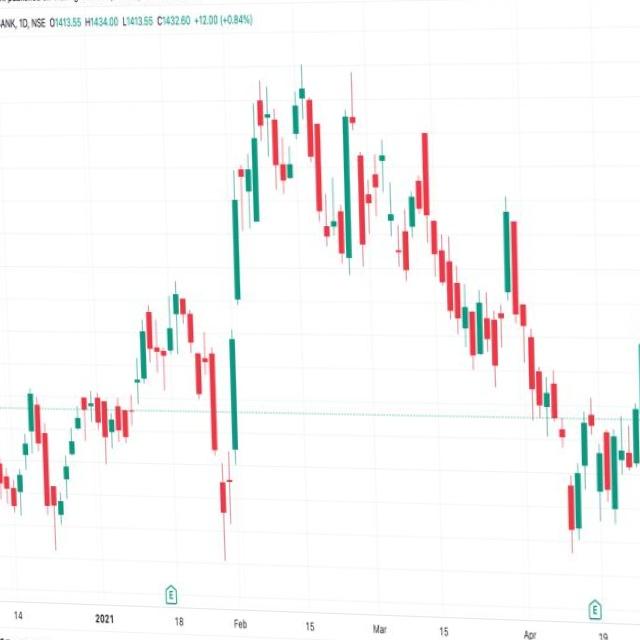 ANK, 1D, NSE O1413.55 H1434.00 L1413.55 C1432.60 +12.00 (+0.84%)
E E
14 2021 18 Feb 15 Mar 15 Apr 19